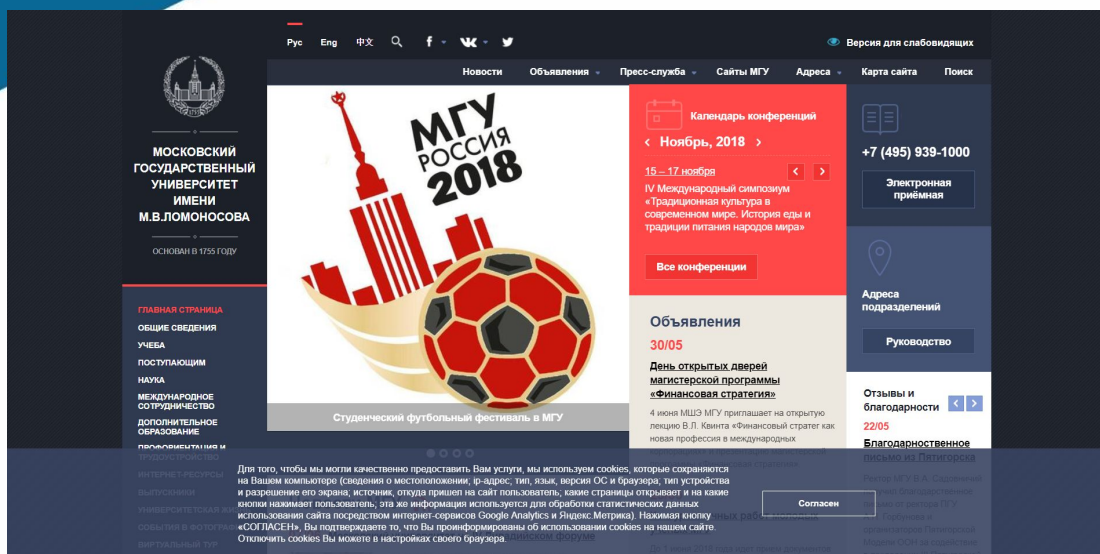 Рус Eng 中文
Версия для слабовидящих
Новости Объявления Пресс-служба Сайты МГУ Адреса Карта сайта Поиск
МОСКОВСКИЙ
ГОСУДАРСТВЕННЫЙ
УНИВЕРСИТЕТ
ИМЕНИ
М.В.ЛОМОНОСОВА
ОСНОВАН В 1755 ГОДУ
ГЛАВНАЯ СТРАНИЦА
ОБЩИЕ СВЕДЕНИЯ
УЧЕБА
ПОСТУПАЮЩИМ
НАУКА
МЕЖДУНАРОДНОЕ
СОТРУДНИЧЕСТВО
ДОПОЛНИТЕЛЬНОЕ
ОБРАЗОВАНИЕ
ПРОФОРИЕНТАЦИЯ И
ТРУДОУСТРОЙСТВО
ИНТЕРНЕТ-РЕСУРСЫ
ВЫПУСКНИКИ
УНИВЕРСИТЕТСКАЯ
СОБЫТИЯ В
ВИРТУАЛЬНЫЙ ТУР
МГУ
РОССИЯ
2018
Студенческий футбольный фестиваль в МГУ
Календарь конференций
Ноябрь, 2018
15 – 17 ноября
IV Международный симпозиум
«Традиционная культура в
современном мире. История еды и
традиции питания народов мира»
Все конференции
Объявления
30/05
День открытых дверей
магистерской программы
«Финансовая стратегия»
4 июня МШЭ МГУ приглашает на открытую
лекцию В.Л. Квинта «Финансовый стратег как
новая профессия в международных
+7 (495) 939-1000
Электронная
приёмная
Адреса
подразделений
Руководство
Отзывы и
благодарности
22/05
Благодарностенное
письмо из Пятигорска
Для того, чтобы мы могли качественно предоставить Вам услуги, мы используем cookies, которые сохраняются
на Вашем компьютере (сведения о местоположении; ip-адрес; тип, язык, версия ОС и браузера; тип устройства
и разрешение его экрана; источник, откуда пришел на сайт пользователь; какие страницы открывает и на какие
кнопки нажимает пользователь; эта же информация используется для обработки статистических данных
использования сайта посредством интернет-сервисов Google Analytics и Яндекс.Метрика). Нажимая кнопку
«СОГЛАСЕН», Вы подтверждаете то, что Вы проинформированы об использовании cookies на нашем сайте.
Отключить cookies Вы можете в настройках своего браузера.
Согласен